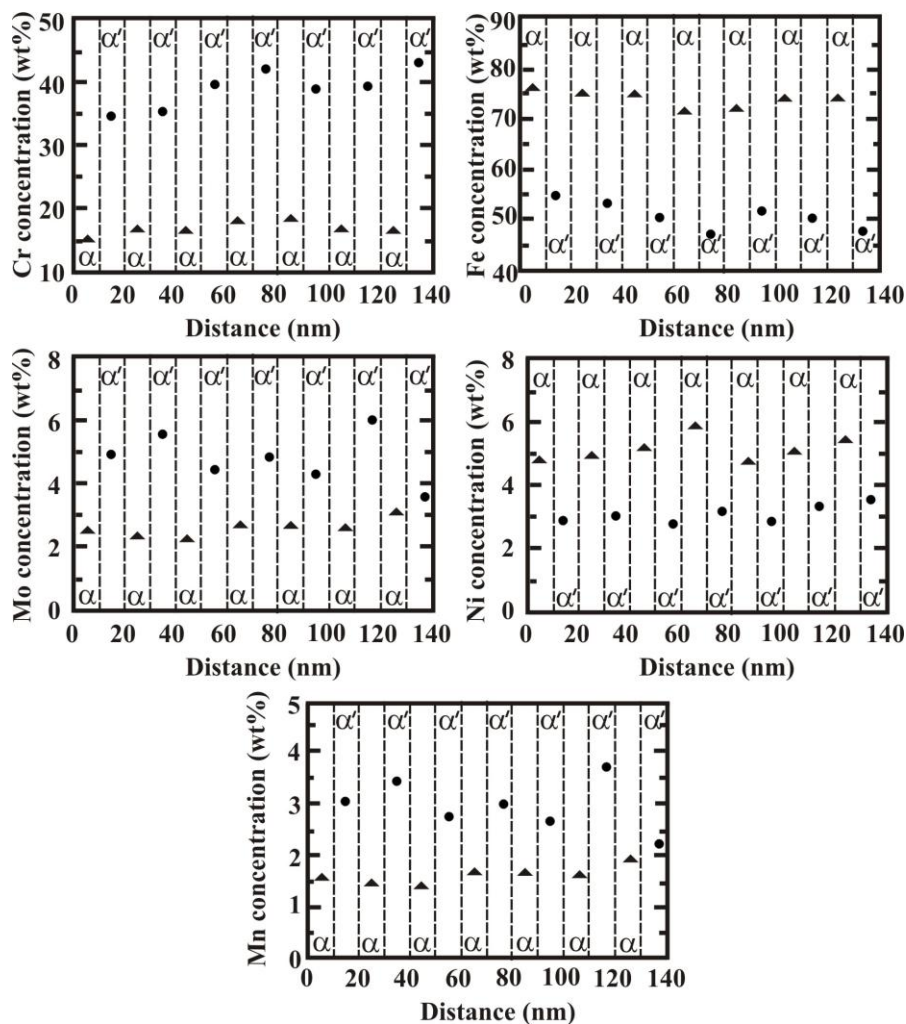 Cr concentration (wt%)
50
40
30
20
10
α′ α′ α′ α′ α′ α′ α′
α α α α α α α
0 20 40 60 80 100 120 140
Distance (nm)
Fe concentration (wt%)
90
80
70
60
50
40
α α α α α α α
α′ α′ α′ α′ α′ α′ α′
0 20 40 60 80 100 120 140
Distance (nm)
Mo concentration (wt%)
8
6
4
2
0
α′ α′ α′ α′ α′ α′ α′
α α α α α α α
0 20 40 60 80 100 120 140
Distance (nm)
Ni concentration (wt%)
8
6
4
2
0
α α α α α α α
α′ α′ α′ α′ α′ α′ α′
0 20 40 60 80 100 120 140
Distance (nm)
Mn concentration (wt%)
5
4
3
2
1
0
α′ α′ α′ α′ α′ α′ α′
α α α α α α α
0 20 40 60 80 100 120 140
Distance (nm)